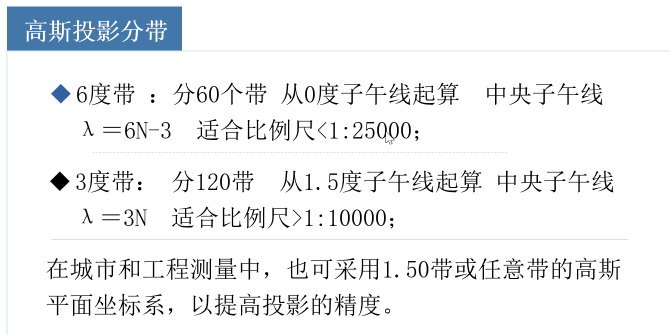 高斯投影分带
◆6度带 : 分60个带 从0度子午线起算 中央子午线
λ=6N-3 适合比例尺<1:25000;
◆3度带: 分120带 从1.5度子午线起算 中央子午线
λ=3N 适合比例尺>1:10000;
在城市和工程测量中，也可采用1.50带或任意带的高斯
平面坐标系，以提高投影的精度。